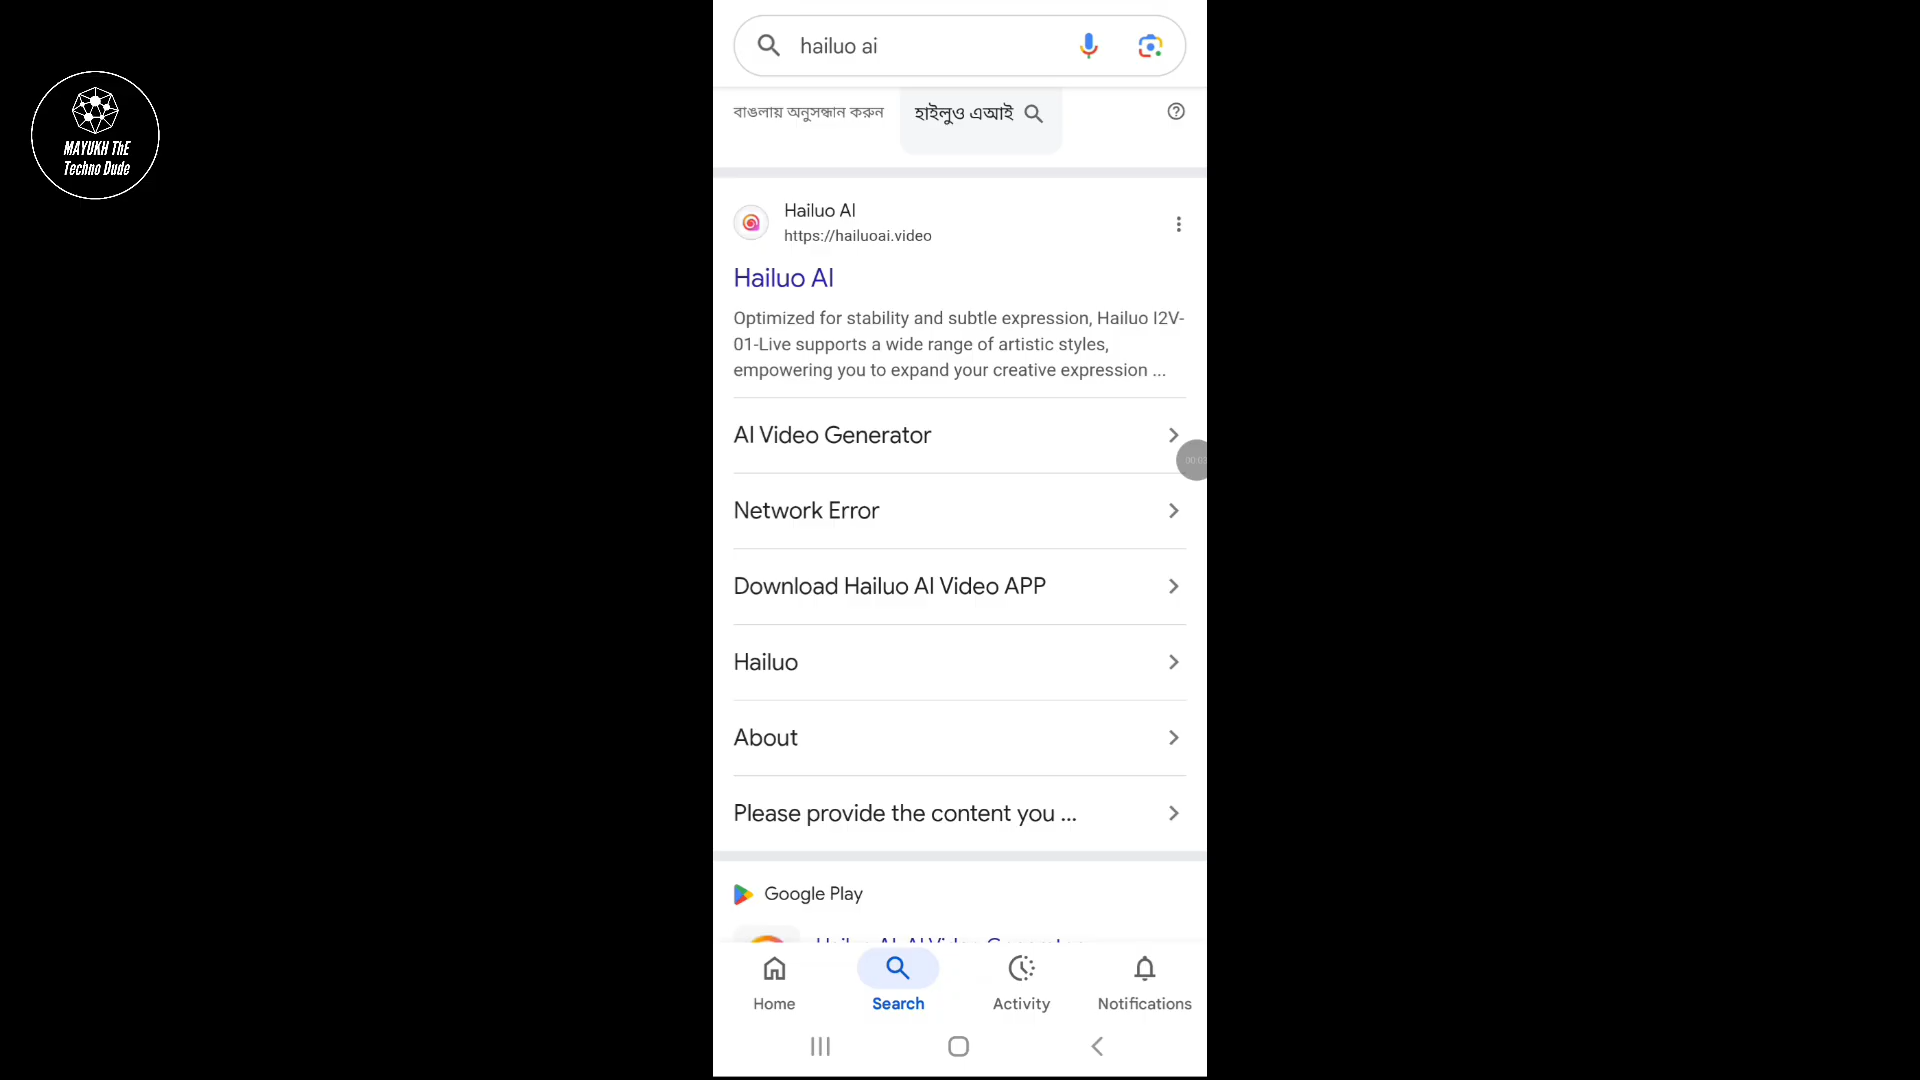 MAYUKH ThE
Techno Dude
hailuo ai
বাঙলায় অনুসন্ধান করুন
হাইলুও এআই
Hailuo AI
https://hailuoai.video
Hailuo AI
Optimized for stability and subtle expression, Hailuo I2V-
01-Live supports a wide range of artistic styles,
empowering you to expand your creative expression ...
AI Video Generator
Network Error
Download Hailuo AI Video APP
Hailuo
About
Please provide the content you ...
Google Play
Home
Search
Activity
Notifications